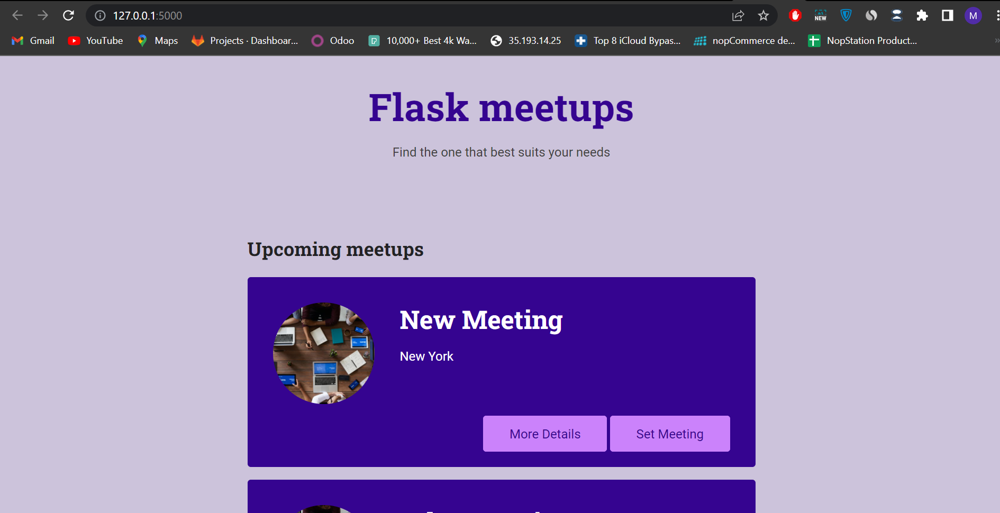 127.0.0.1:5000
NEW
M
Gmail YouTube Maps Projects · Dashboar... Odoo 10,000+ Best 4k Wa... 35.193.14.25 Top 8 iCloud Bypas... nopCommerce de... NopStation Product... »
Flask meetups
Find the one that best suits your needs
Upcoming meetups
New Meeting
New York
More Details Set Meeting